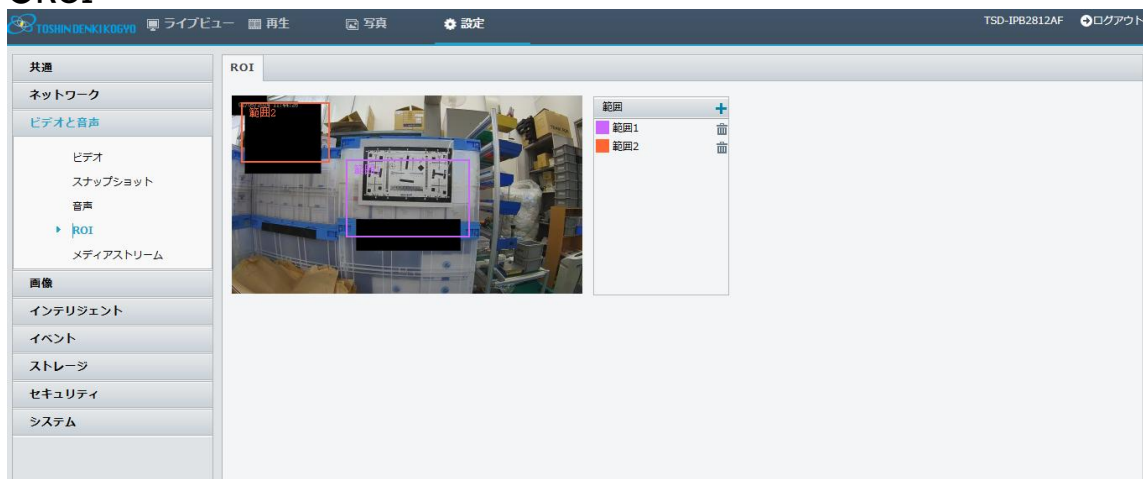 TOSHIN DENKI KOGYO ライブビュー 再生 写真 設定 TSD-IPB2812AF ログアウト
共通
ネットワーク
ビデオと音声
ビデオ
スナップショット
音声
ROI
メディアストリーム
画像
インテリジェント
イベント
ストレージ
セキュリティ
システム
ROI
範囲2
範囲
範囲1
範囲2